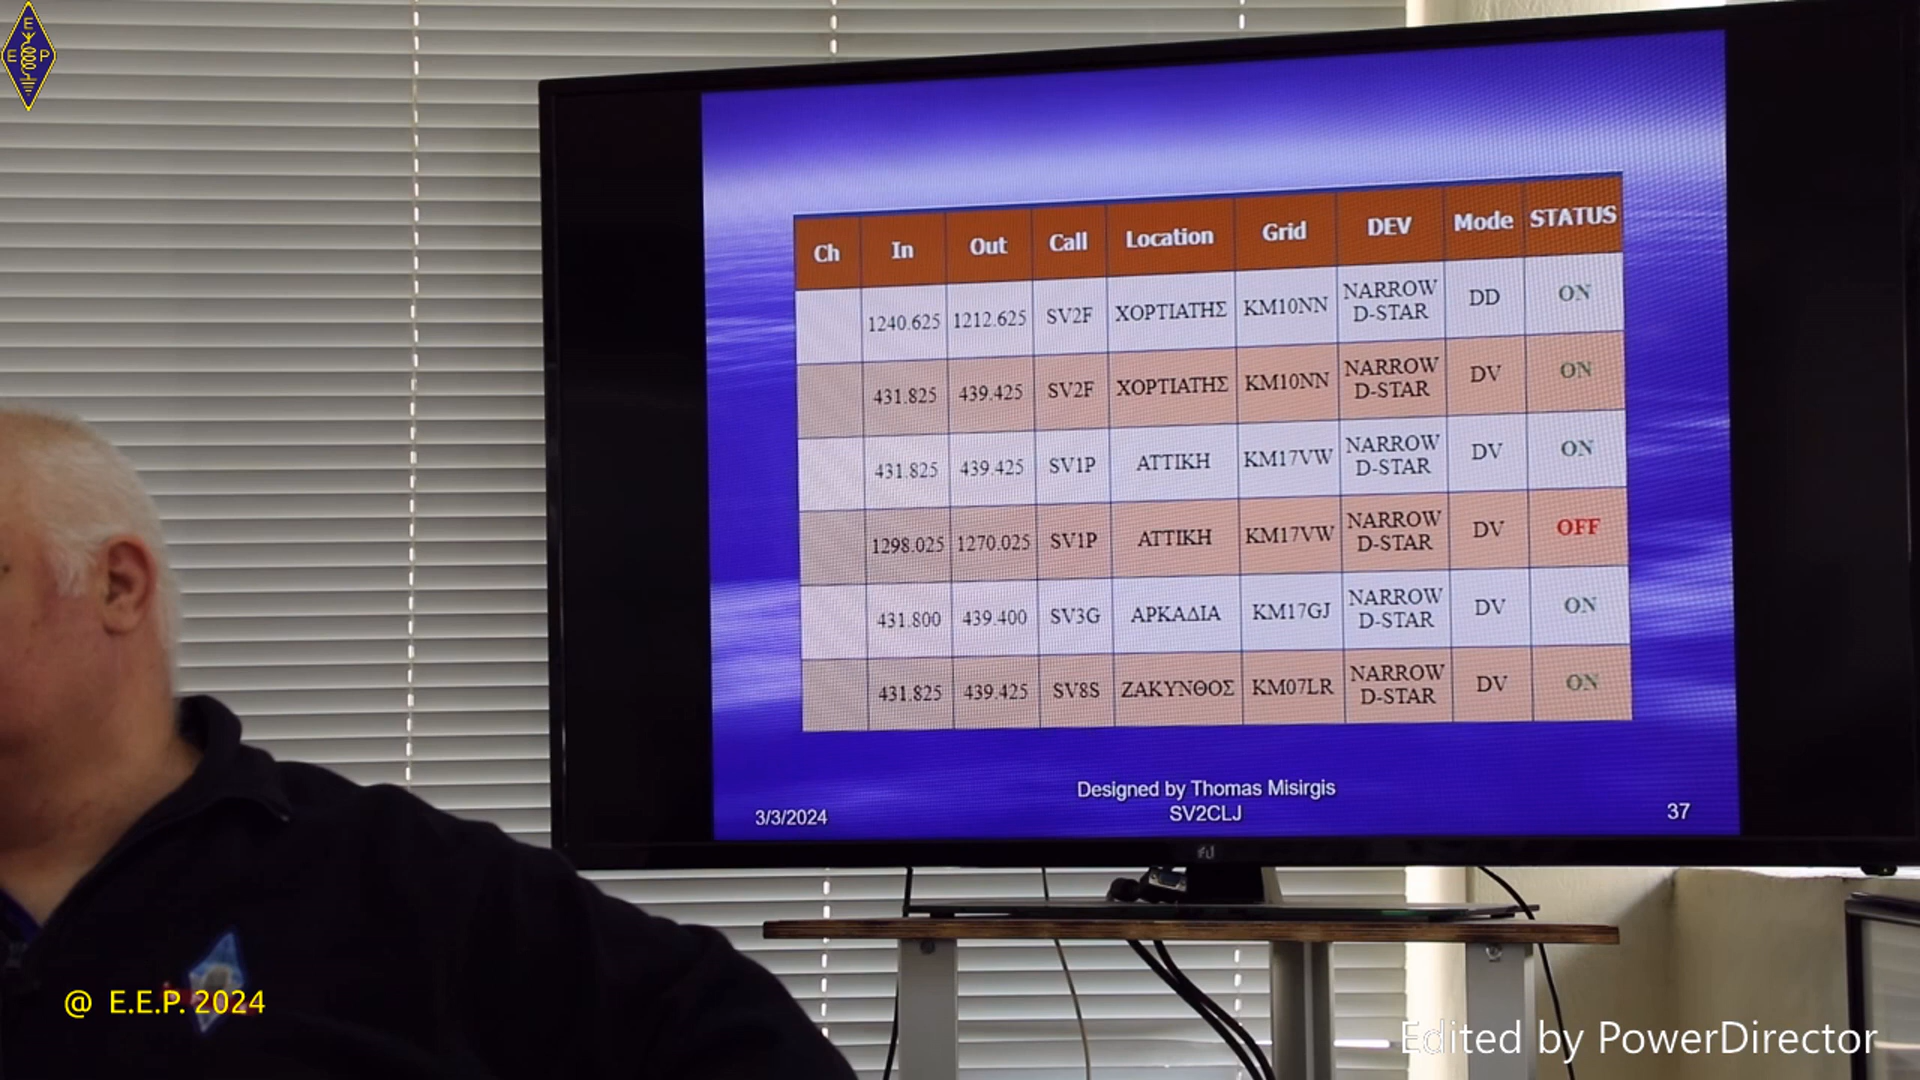 E
E P
Ch In Out Call Location Grid DEV Mode STATUS
1240.625 1212.625 SV2F ΧΟΡΤΙΑΤΗΣ KM10NN NARROW D-STAR DD ON
431.825 439.425 SV2F ΧΟΡΤΙΑΤΗΣ KM10NN NARROW D-STAR DV ON
431.825 439.425 SV1P ΑΤΤΙΚΗ KM17VW NARROW D-STAR DV ON
1298.025 1270.025 SV1P ΑΤΤΙΚΗ KM17VW NARROW D-STAR DV OFF
431.800 439.400 SV3G ΑΡΚΑΔΙΑ KM17GJ NARROW D-STAR DV ON
431.825 439.425 SV8S ΖΑΚΥΝΘΟΣ KM07LR NARROW D-STAR DV ON
3/3/2024
Designed by Thomas Misirgis
SV2CLJ
37
@ E.E.P. 2024
Edited by PowerDirector